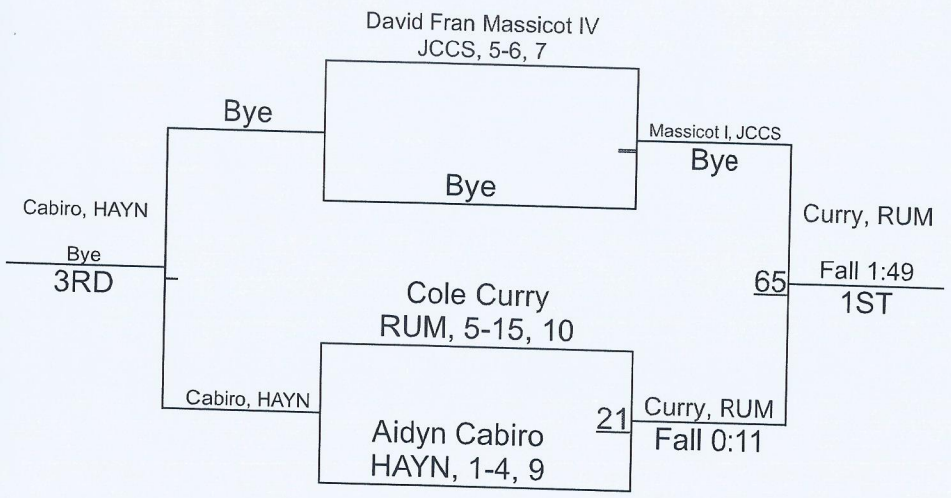 David Fran Massicot IV
JCCS, 5-6, 7
Bye
Massicot I, JCCS
Bye
Bye
Cabiro, HAYN
Bye
3RD
Curry, RUM
Fall 1:49
65
1ST
Cole Curry
RUM, 5-15, 10
Cabiro, HAYN
Aidyn Cabiro
HAYN, 1-4, 9
21
Curry, RUM
Fall 0:11